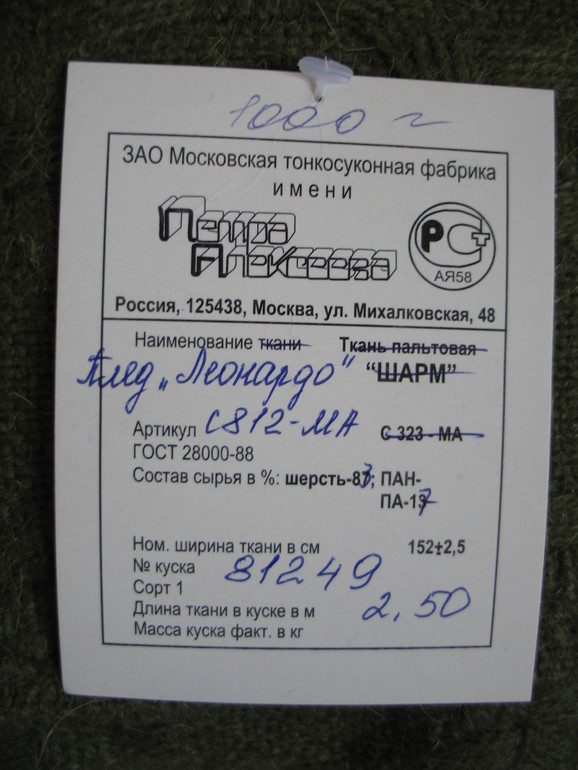 1000 г
ЗАО Московская тонкосуконная фабрика
имени
Петра
Алексеева
РСТ
АЯ58
Россия, 125438, Москва, ул. Михалковская, 48
Наименование ткани Ткань пальтовая
Плед „Леонардо" “ШАРМ”
Артикул С812-МА С 323 - МА
ГОСТ 28000-88
Состав сырья в %: шерсть-83; ПАН-
ПА-17
Ном. ширина ткани в см 152±2,5
№ куска 81249
Сорт 1
Длина ткани в куске в м 2,50
Масса куска факт. в кг